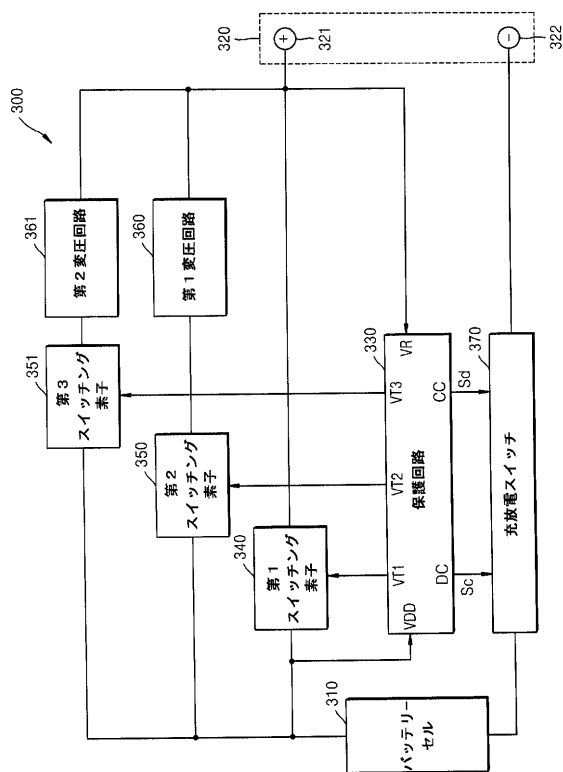 300
320
+
321
−
322
361
第2変圧回路
360
第1変圧回路
351
第3
スイッチング
素子
350
第2
スイッチング
素子
340
第1
スイッチング
素子
330
VDD
VT1
VT2
VT3
VR
保護回路
DC
CC
Sc
Sd
370
充放電スイッチ
310
バッテリー
セル